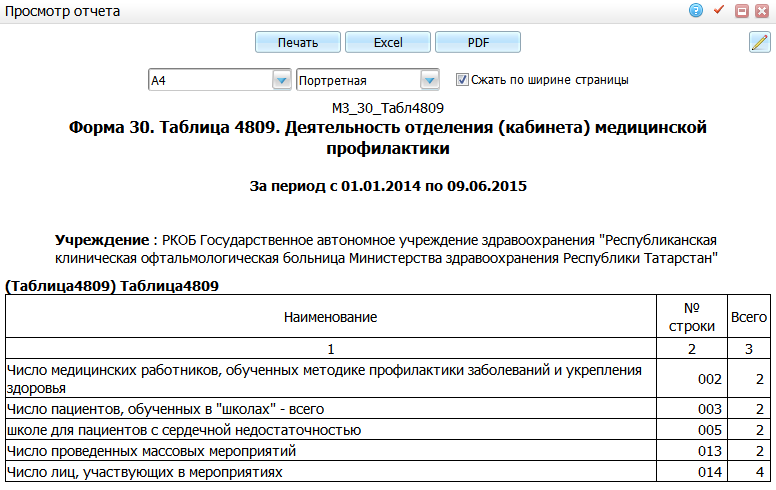 Просмотр отчета
Печать Excel PDF
A4 Портретная Сжать по ширине страницы
МЗ_30_Табл4809
Форма 30. Таблица 4809. Деятельность отделения (кабинета) медицинской
профилактики
За период с 01.01.2014 по 09.06.2015
Учреждение : РКОБ Государственное автономное учреждение здравоохранения "Республиканская
клиническая офтальмологическая больница Министерства здравоохранения Республики Татарстан"
(Таблица4809) Таблица4809
Наименование № строки Всего
1 2 3
Число медицинских работников, обученных методике профилактики заболеваний и укрепления
здоровья 002 2
Число пациентов, обученных в "школах" - всего 003 2
школе для пациентов с сердечной недостаточностью 005 2
Число проведенных массовых мероприятий 013 2
Число лиц, участвующих в мероприятиях 014 4